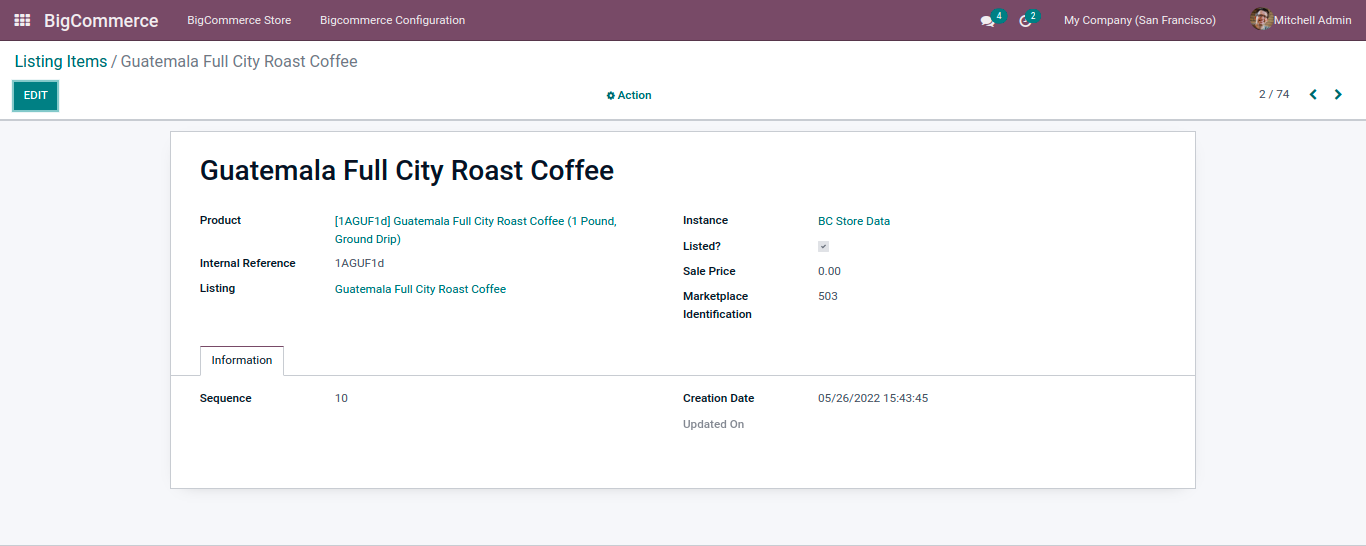 BigCommerce BigCommerce Store Bigcommerce Configuration 4 2 My Company (San Francisco) Mitchell Admin
Listing Items / Guatemala Full City Roast Coffee
EDIT Action 2 / 74
Guatemala Full City Roast Coffee
Product [1AGUF1d] Guatemala Full City Roast Coffee (1 Pound,
Ground Drip)
Internal Reference 1AGUF1d
Listing Guatemala Full City Roast Coffee
Instance BC Store Data
Listed?
Sale Price 0.00
Marketplace 503
Identification
Information
Sequence 10
Creation Date 05/26/2022 15:43:45
Updated On